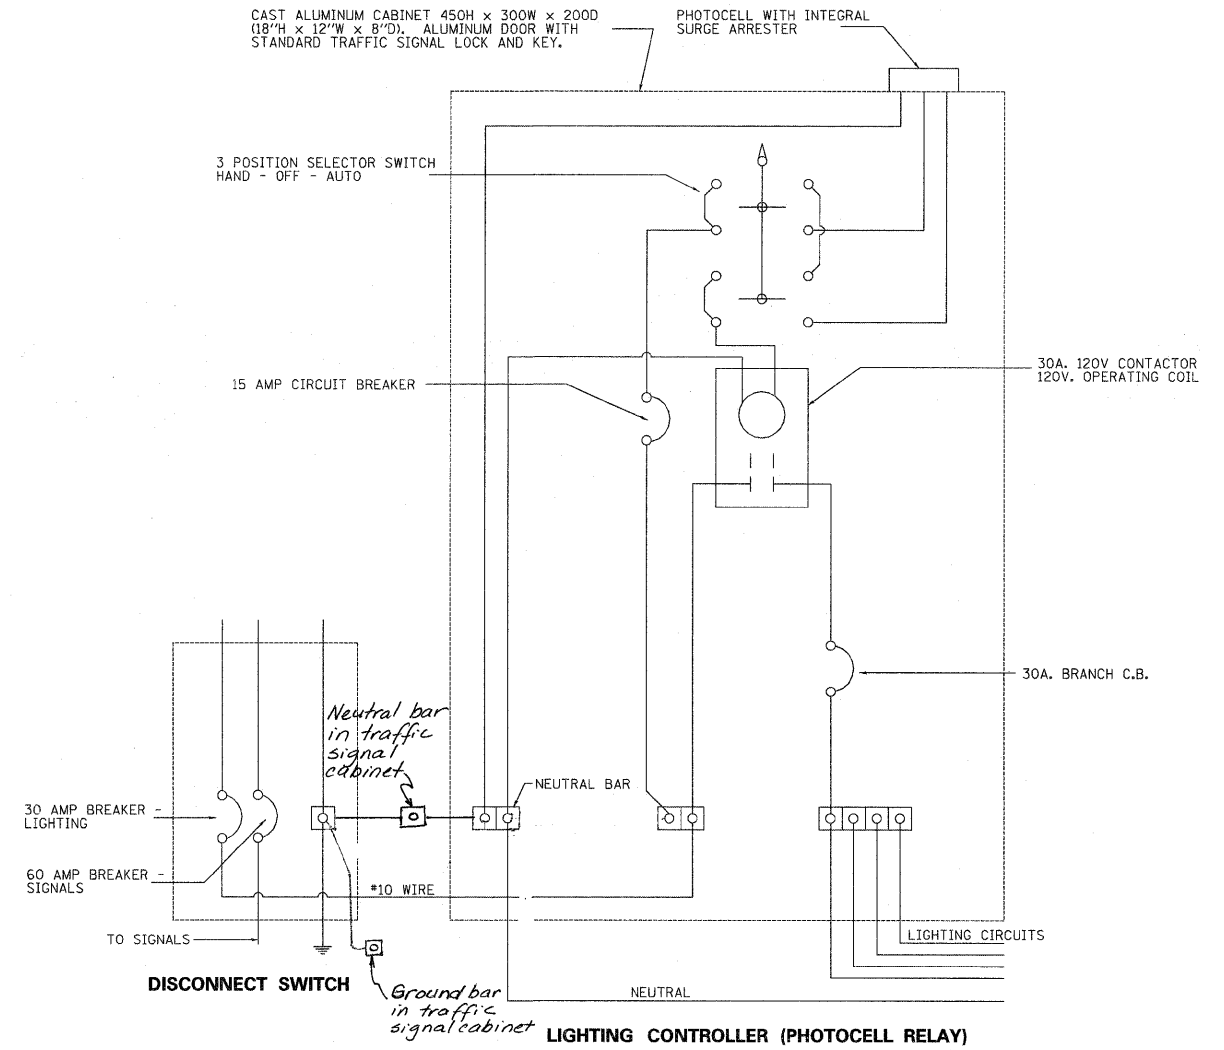 CAST ALUMINUM CABINET 450H x 300W x 200D
(18"H x 12"W x 8"D). ALUMINUM DOOR WITH
STANDARD TRAFFIC SIGNAL LOCK AND KEY.
PHOTOCELL WITH INTEGRAL
SURGE ARRESTER
3 POSITION SELECTOR SWITCH
HAND - OFF - AUTO
15 AMP CIRCUIT BREAKER
30A. 120V CONTACTOR
120V. OPERATING COIL
30A. BRANCH C.B.
Neutral bar
in traffic
signal
cabinet
NEUTRAL BAR
30 AMP BREAKER -
LIGHTING
60 AMP BREAKER -
SIGNALS
#10 WIRE
TO SIGNALS
LIGHTING CIRCUITS
DISCONNECT SWITCH
Ground bar
in traffic
signal cabinet
NEUTRAL
LIGHTING CONTROLLER (PHOTOCELL RELAY)